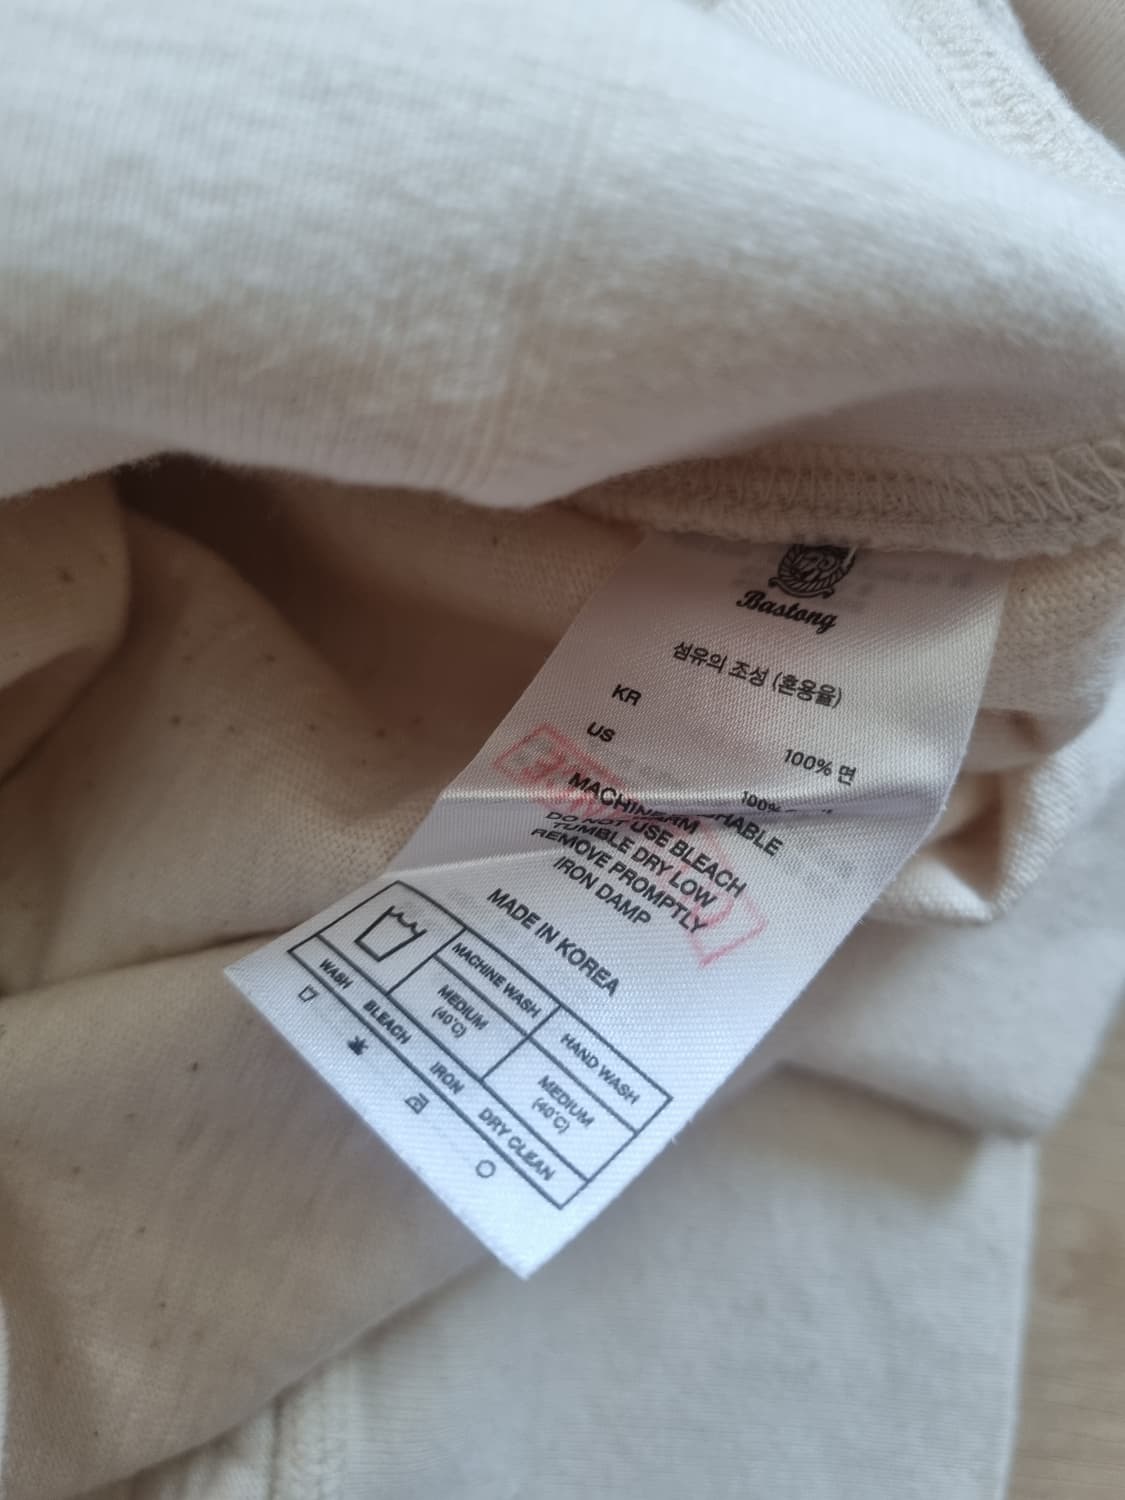 Bastong
섬유의 조성 (혼용율)
KR 100% 면
US 100%
DO NOT USE BLEACH
TUMBLE DRY LOW
REMOVE PROMPTLY
IRON DAMP
MADE IN KOREA
MACHINE WASH HAND WASH
MEDIUM (40°C) MEDIUM (40°C)
WASH BLEACH IRON DRY CLEAN